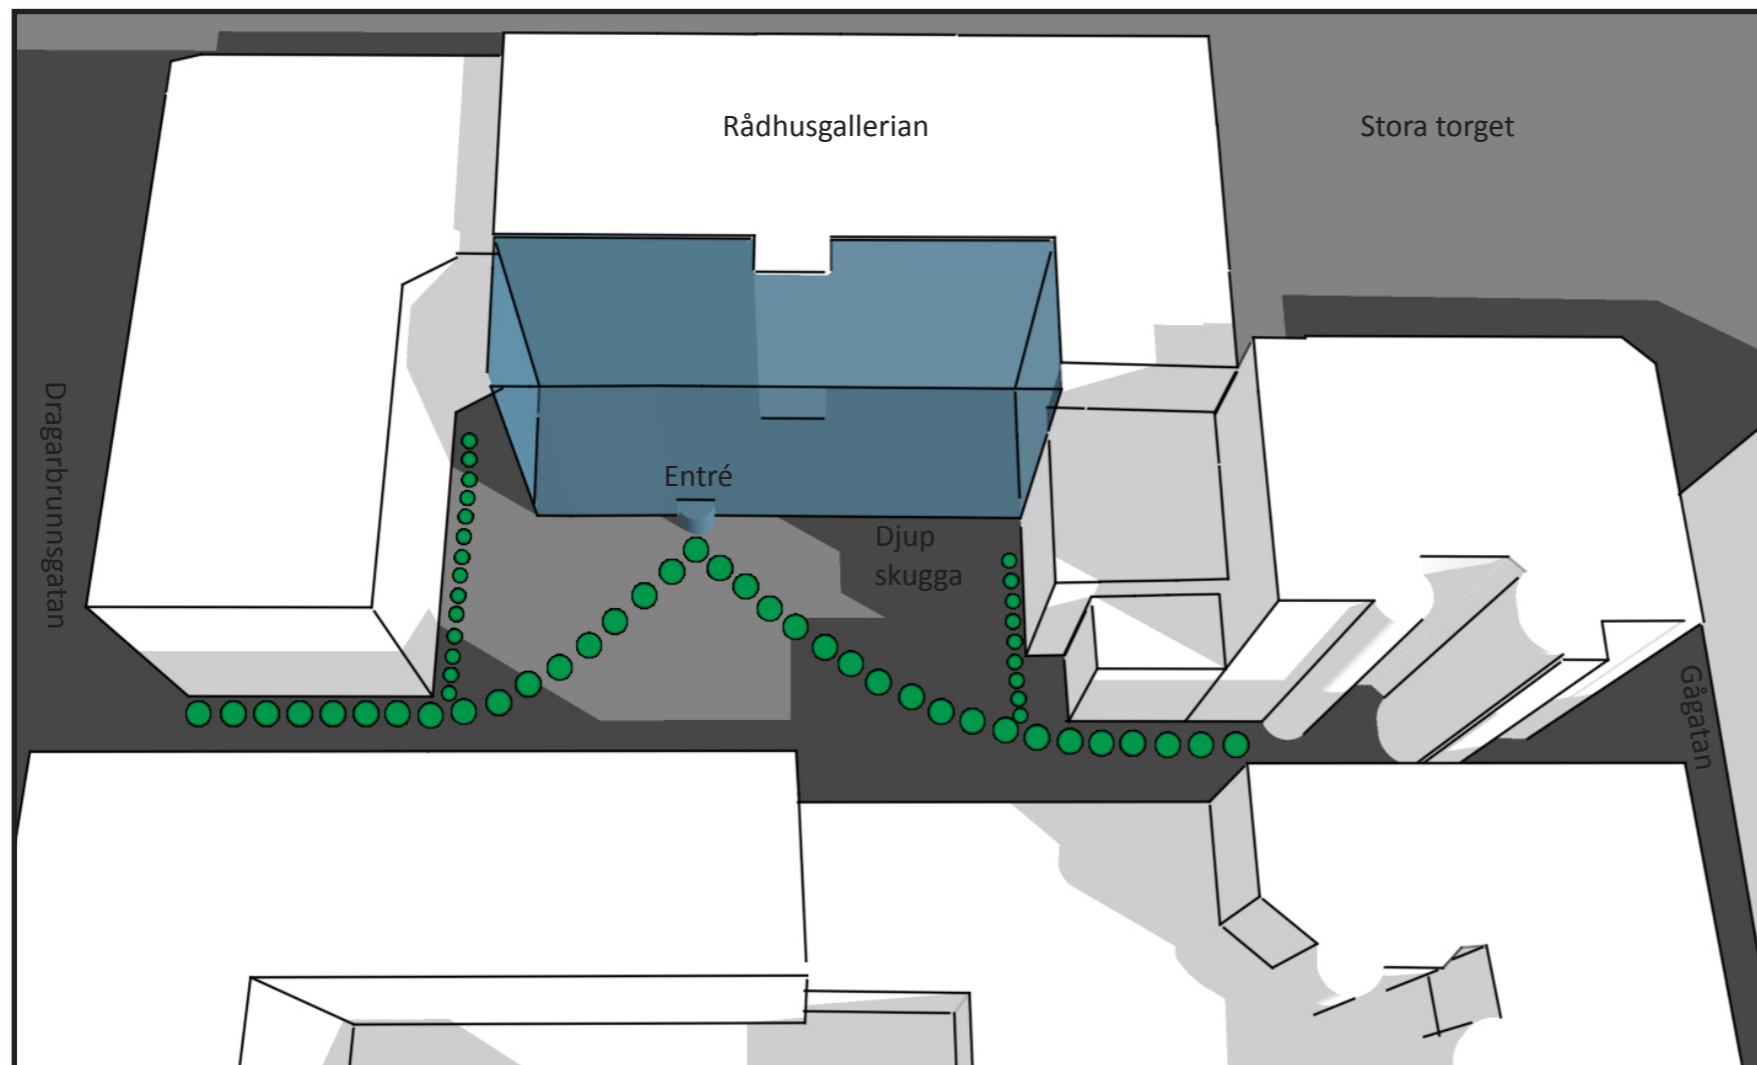 Rådhusgallerian
Stora torget
Dragarbrunnsgatan
Entré
Djup
skugga
Gågatan